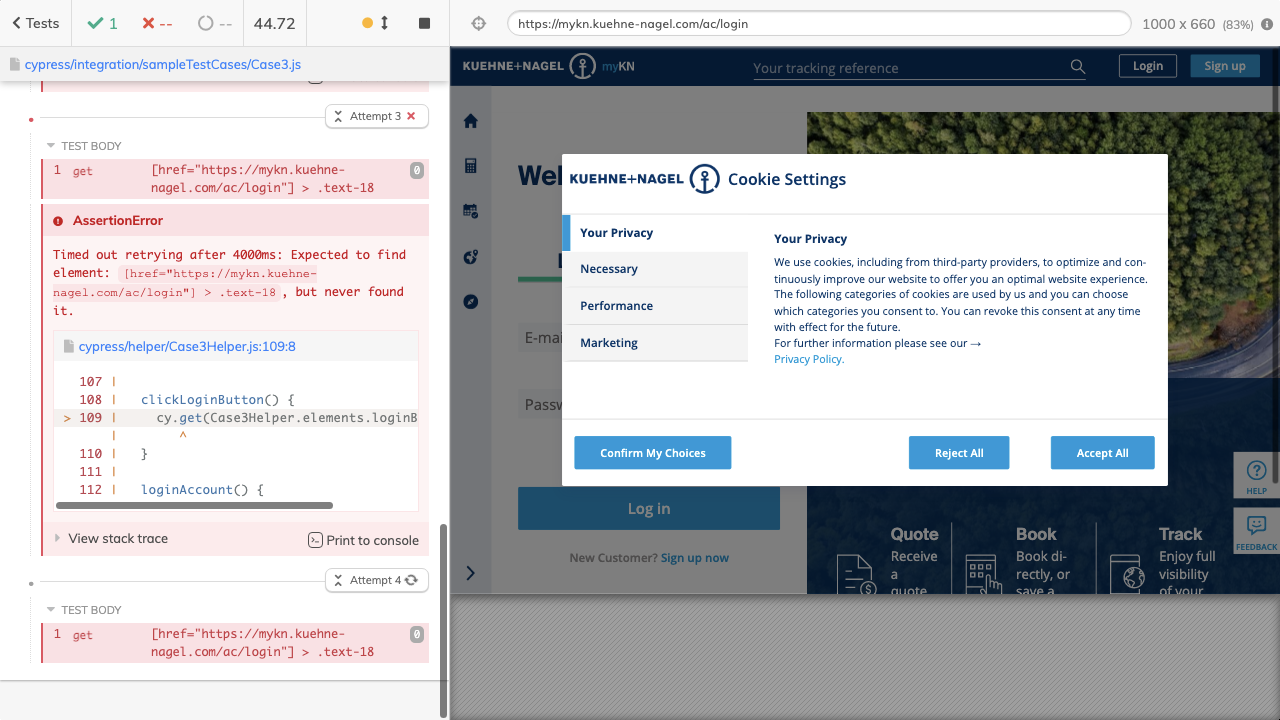 Tests
1
--
--
44.72
https://mykn.kuehne-nagel.com/ac/login
1000 x 660 (83%)
cypress/integration/sampleTestCases/Case3.js
Attempt 3
TEST BODY
1 get [href="https://mykn.kuehne-
nagel.com/ac/login"] > .text-18
0
AssertionError
Timed out retrying after 4000ms: Expected to find
element: [href="https://mykn.kuehne-
nagel.com/ac/login"] > .text-18, but never found
it.
cypress/helper/Case3Helper.js:109:8
107 |
108 | clickLoginButton() {
> 109 | cy.get(Case3Helper.elements.loginB
| ^
110 | }
111 |
112 | loginAccount() {
View stack trace
Print to console
Attempt 4
TEST BODY
1 get [href="https://mykn.kuehne-
nagel.com/ac/login"] > .text-18
0
KUEHNE+NAGEL myKN
Your tracking reference
Login
Sign up
Wel
KUEHNE+NAGEL Cookie Settings
Your Privacy
Necessary
Performance
Marketing
Your Privacy
We use cookies, including from third-party providers, to optimize and con-
tinuously improve our website to offer you an optimal website experience.
The following categories of cookies are used by us and you can choose
which categories you consent to. You can revoke this consent at any time
with effect for the future.
For further information please see our →
Privacy Policy.
Confirm My Choices
Reject All
Accept All
E-mai
Passw
Log in
New Customer? Sign up now
Quote
Receive
a
quote
Book
Book di-
rectly, or
save a
Track
Enjoy full
visibility
of your
HELP
FEEDBACK